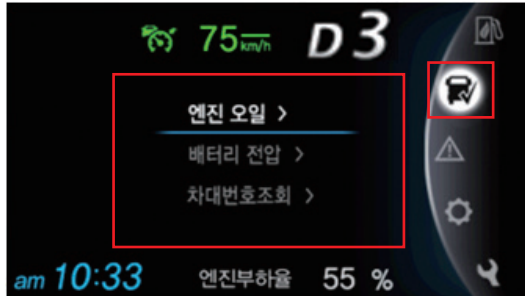 75 km/h D 3
엔진 오일 >
배터리 전압 >
차대번호조회 >
am 10:33 엔진부하율 55 %